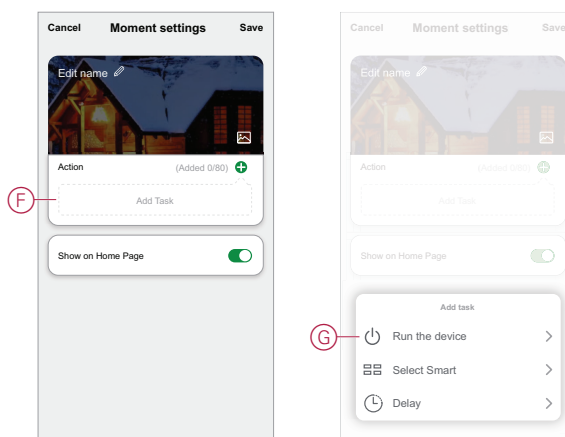 Cancel Moment settings Save
Edit name
Action (Added 0/80)
F
Add Task
Show on Home Page
Cancel Moment settings Save
Edit name
Action (Added 0/80)
Add Task
Show on Home Page
Add task
G
Run the device
Select Smart
Delay